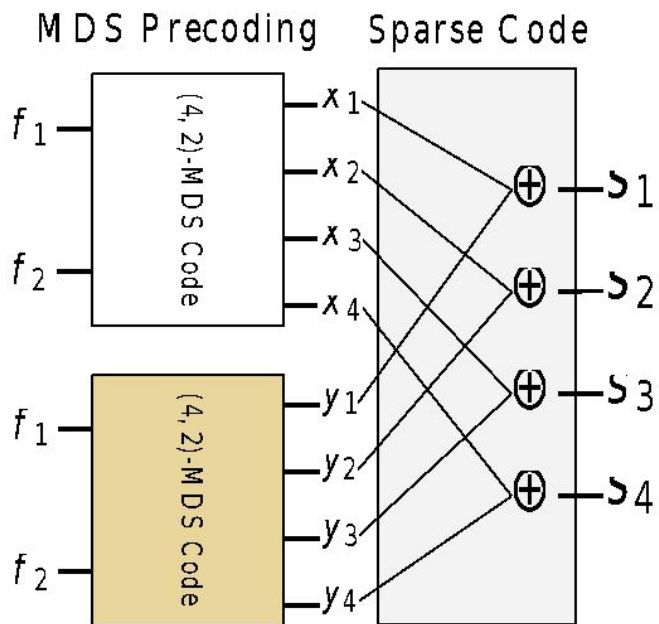 MDS Precoding Sparse Code
f1
f2
(4,2)-MDS Code
x1
x2
x3
x4
f1
f2
(4,2)-MDS Code
y1
y2
y3
y4
S1
S2
S3
S4